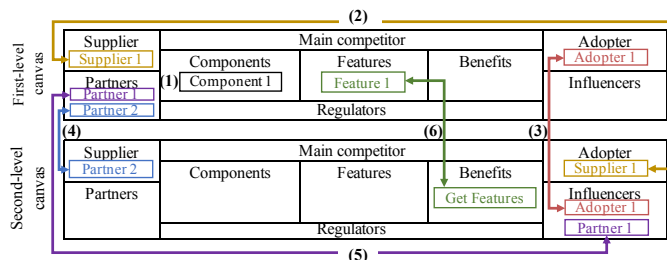 (2)
First-level
canvas
Supplier
Main competitor
Adopter
Supplier 1
Components
Features
Benefits
Adopter 1
Partners
(1)
Component 1
Feature 1
Influencers
Partner 1
Partner 2
Regulators
(4)
(6)
(3)
Second-level
canvas
Supplier
Main competitor
Adopter
Partner 2
Components
Features
Benefits
Supplier 1
Partners
Get Features
Influencers
Adopter 1
Partner 1
Regulators
(5)